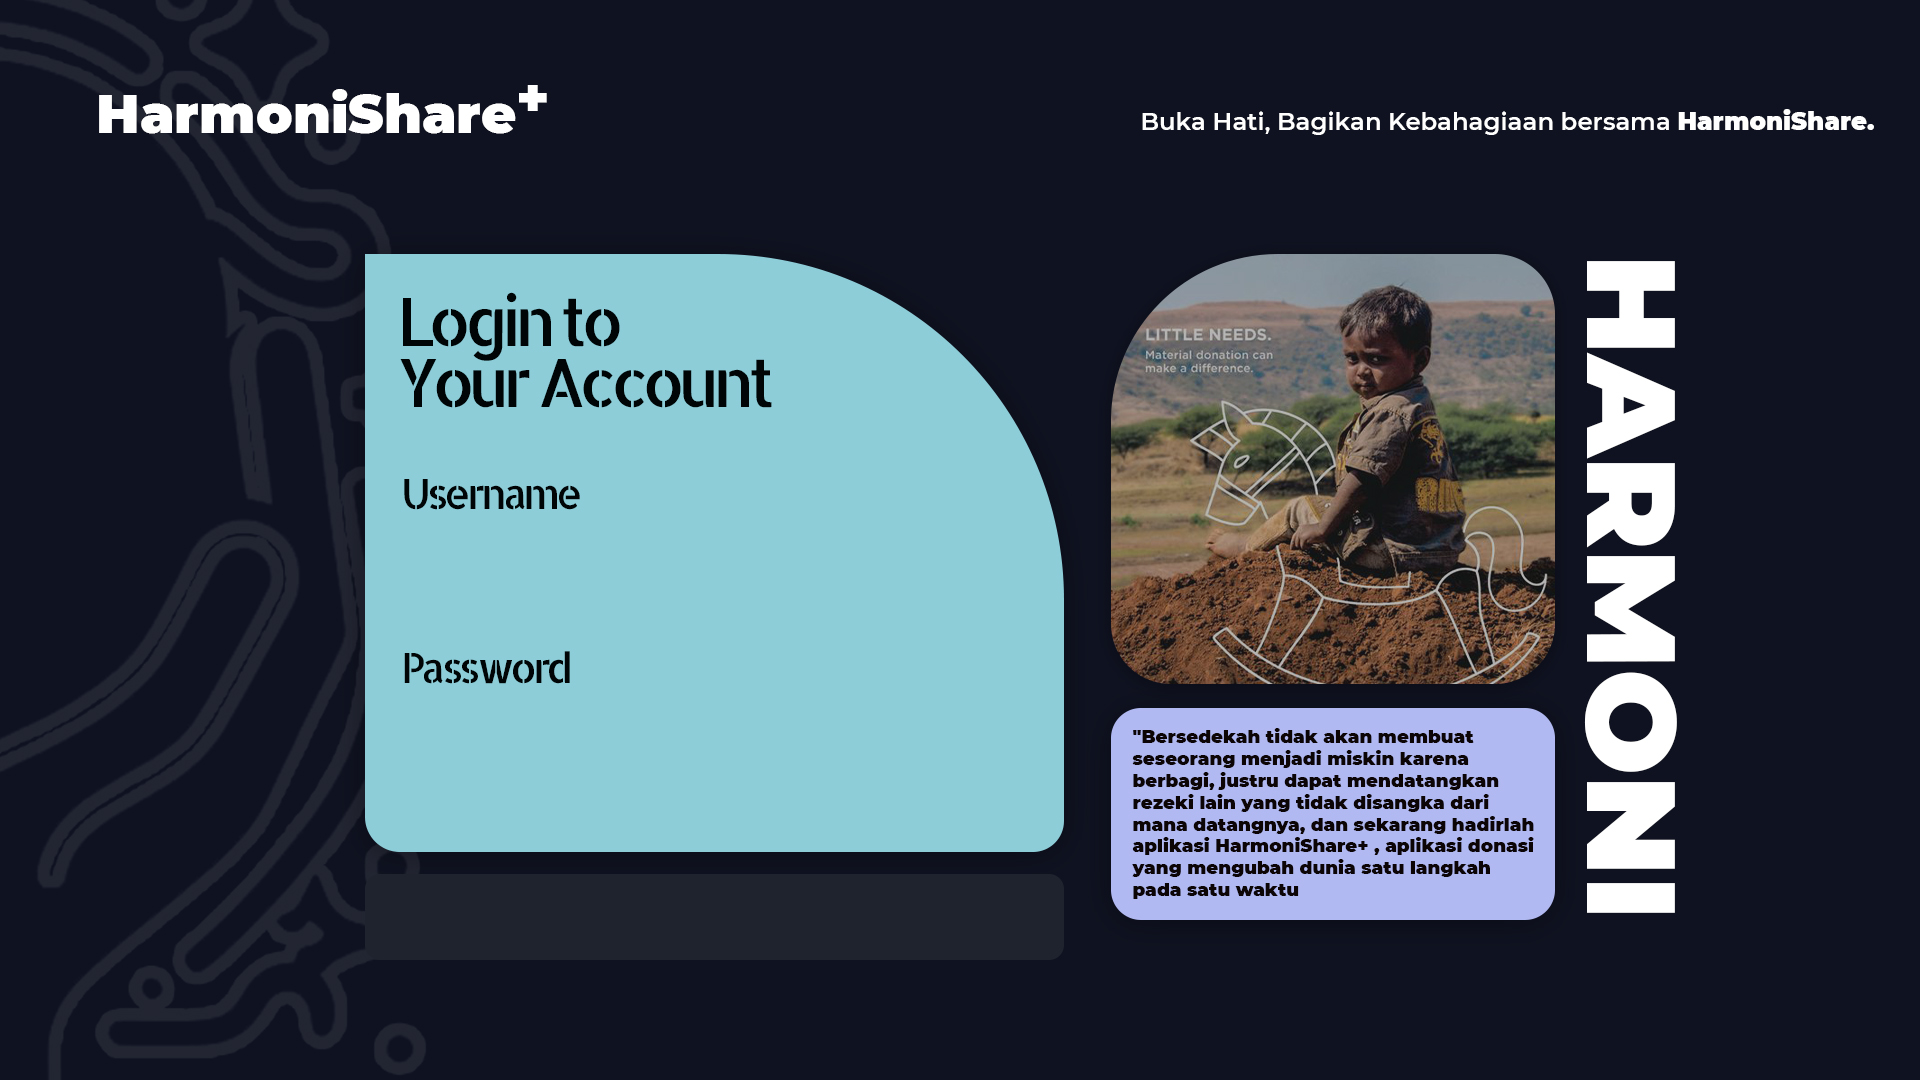 HarmoniShare+
Buka Hati, Bagikan Kebahagiaan bersama HarmoniShare.
Login to
Your Account
Username
Password
LITTLE NEEDS.
Material donation can
make a difference.
"Bersedekah tidak akan membuat
seseorang menjadi miskin karena
berbagi, justru dapat mendatangkan
rezeki lain yang tidak disangka dari
mana datangnya, dan sekarang hadirlah
aplikasi HarmoniShare+ , aplikasi donasi
yang mengubah dunia satu langkah
pada satu waktu
HARMONI